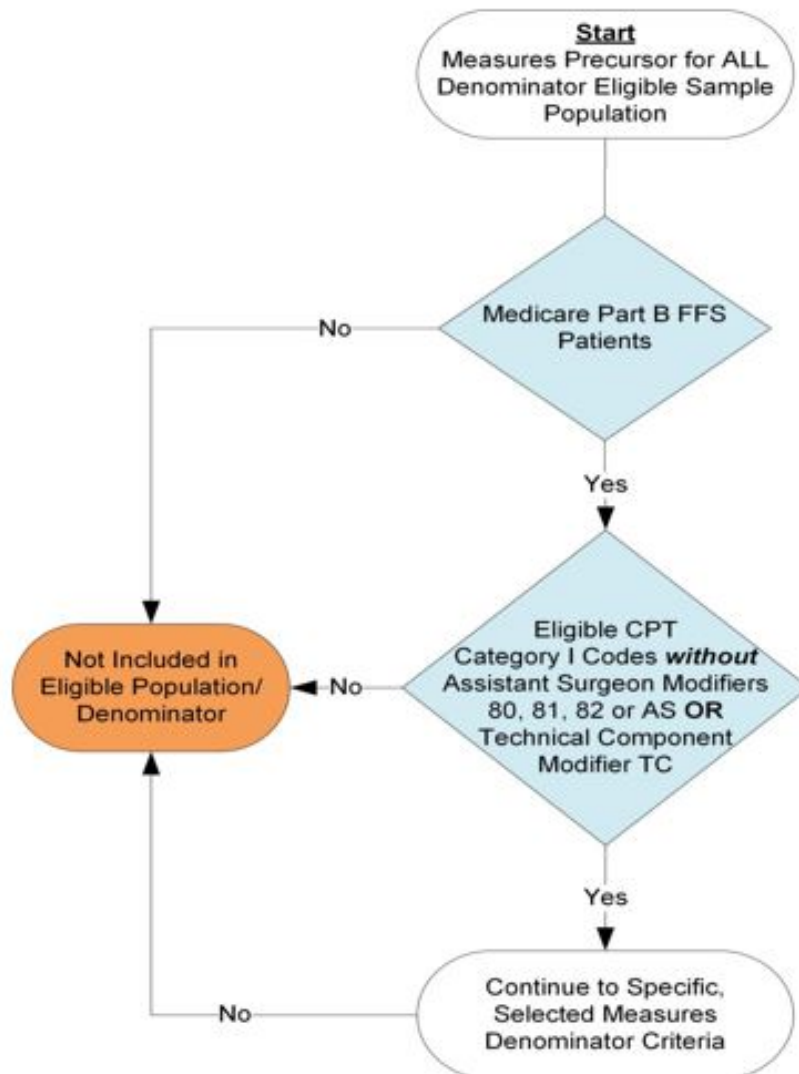 Start
Measures Precursor for ALL
Denominator Eligible Sample
Population
Medicare Part B FFS
Patients
No
Yes
Eligible CPT
Category I Codes without
Assistant Surgeon Modifiers
80, 81, 82 or AS OR
Technical Component
Modifier TC
No
Not Included in
Eligible Population/
Denominator
Yes
Continue to Specific,
Selected Measures
Denominator Criteria
No